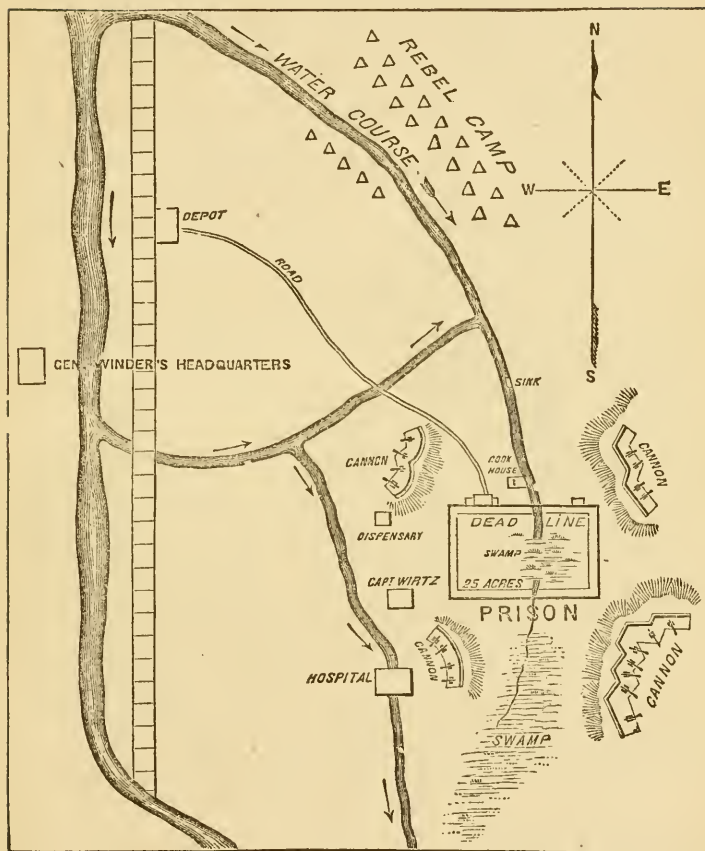 N
WATER COURSE
REBEL CAMP
W
E
DEPOT
ROAD
GEN. WINDER'S HEADQUARTERS
S
SINK
CANNON
COOK
HOUSE
CANNON
DEAD LINE
DISPENSARY
SWAMP
CAPT WIRTZ
25 ACRES
PRISON
CANNON
CANNON
HOSPITAL
SWAMP